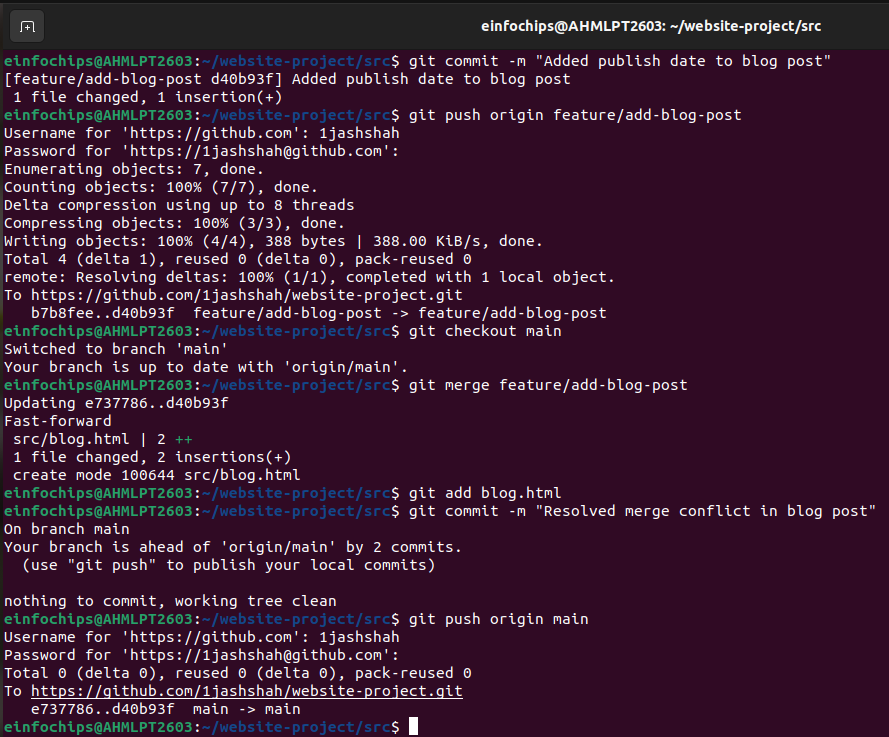 einfochips@AHMLPT2603: ~/website-project/src
einfochips@AHMLPT2603:~/website-project/src$ git commit -m "Added publish date to blog post"
[feature/add-blog-post d40b93f] Added publish date to blog post
 1 file changed, 1 insertion(+)
einfochips@AHMLPT2603:~/website-project/src$ git push origin feature/add-blog-post
Username for 'https://github.com': 1jashshah
Password for 'https://1jashshah@github.com':
Enumerating objects: 7, done.
Counting objects: 100% (7/7), done.
Delta compression using up to 8 threads
Compressing objects: 100% (3/3), done.
Writing objects: 100% (4/4), 388 bytes | 388.00 KiB/s, done.
Total 4 (delta 1), reused 0 (delta 0), pack-reused 0
remote: Resolving deltas: 100% (1/1), completed with 1 local object.
To https://github.com/1jashshah/website-project.git
   b7b8fee..d40b93f  feature/add-blog-post -> feature/add-blog-post
einfochips@AHMLPT2603:~/website-project/src$ git checkout main
Switched to branch 'main'
Your branch is up to date with 'origin/main'.
einfochips@AHMLPT2603:~/website-project/src$ git merge feature/add-blog-post
Updating e737786..d40b93f
Fast-forward
 src/blog.html | 2 ++
 1 file changed, 2 insertions(+)
 create mode 100644 src/blog.html
einfochips@AHMLPT2603:~/website-project/src$ git add blog.html
einfochips@AHMLPT2603:~/website-project/src$ git commit -m "Resolved merge conflict in blog post"
On branch main
Your branch is ahead of 'origin/main' by 2 commits.
  (use "git push" to publish your local commits)

nothing to commit, working tree clean
einfochips@AHMLPT2603:~/website-project/src$ git push origin main
Username for 'https://github.com': 1jashshah
Password for 'https://1jashshah@github.com':
Total 0 (delta 0), reused 0 (delta 0), pack-reused 0
To https://github.com/1jashshah/website-project.git
   e737786..d40b93f  main -> main
einfochips@AHMLPT2603:~/website-project/src$